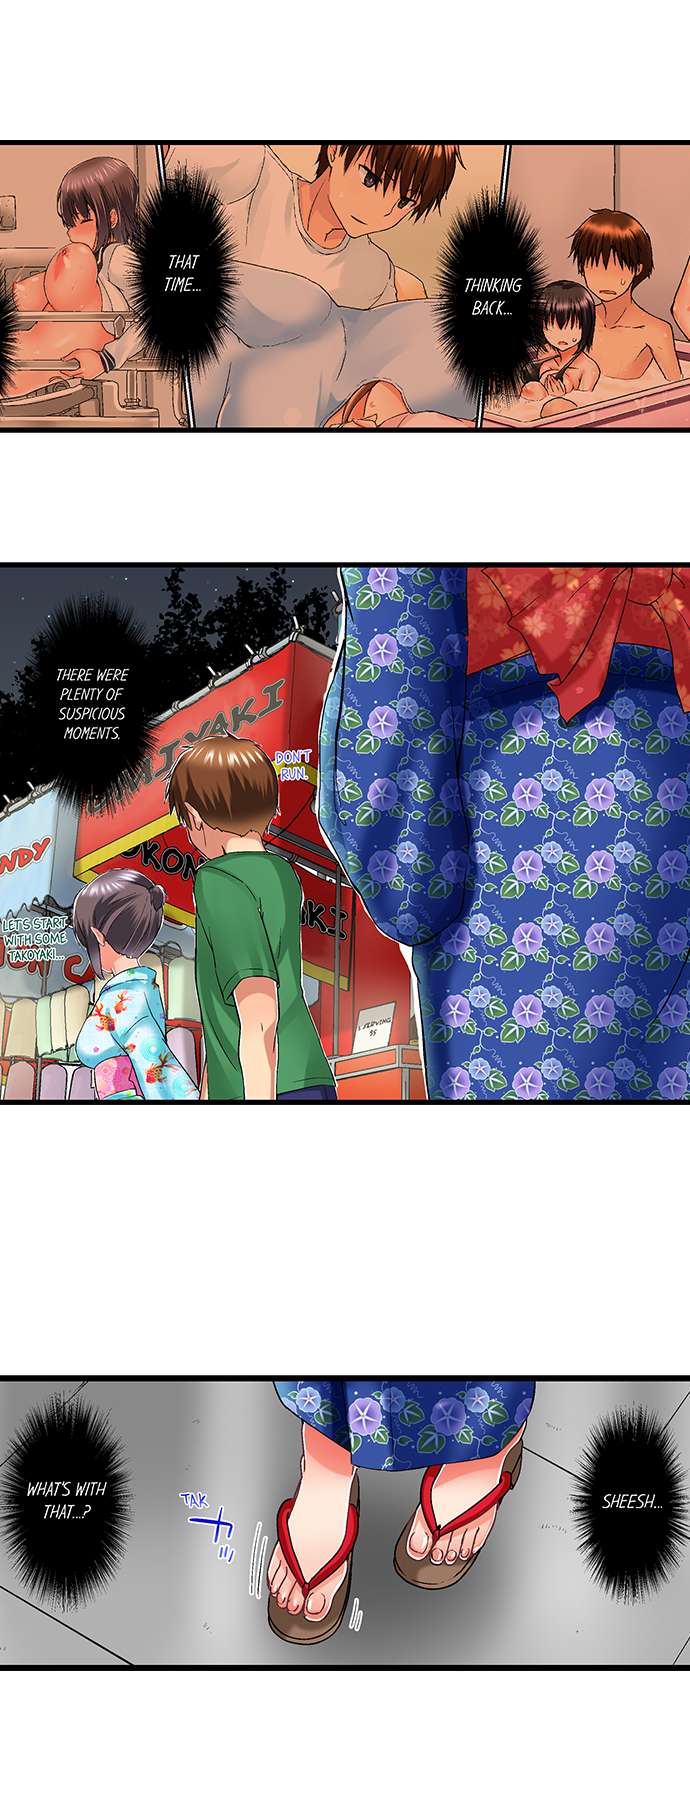 THINKING
BACK...
THAT
TIME...
THERE WERE
PLENTY OF
SUSPICIOUS
MOMENTS.
DON'T
RUN.
LET'S START
WITH SOME
TAKOYAKI...
SHEESH...
TAK
WHAT'S WITH
THAT...?